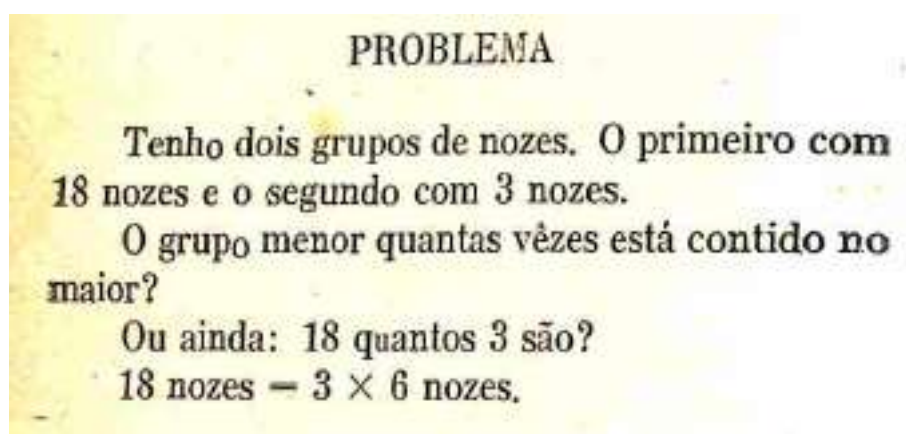 PROBLEMA
Tenho dois grupos de nozes. O primeiro com
18 nozes e o segundo com 3 nozes.
O grupo menor quantas vêzes está contido no
maior?
Ou ainda: 18 quantos 3 são?
18 nozes = 3 × 6 nozes.